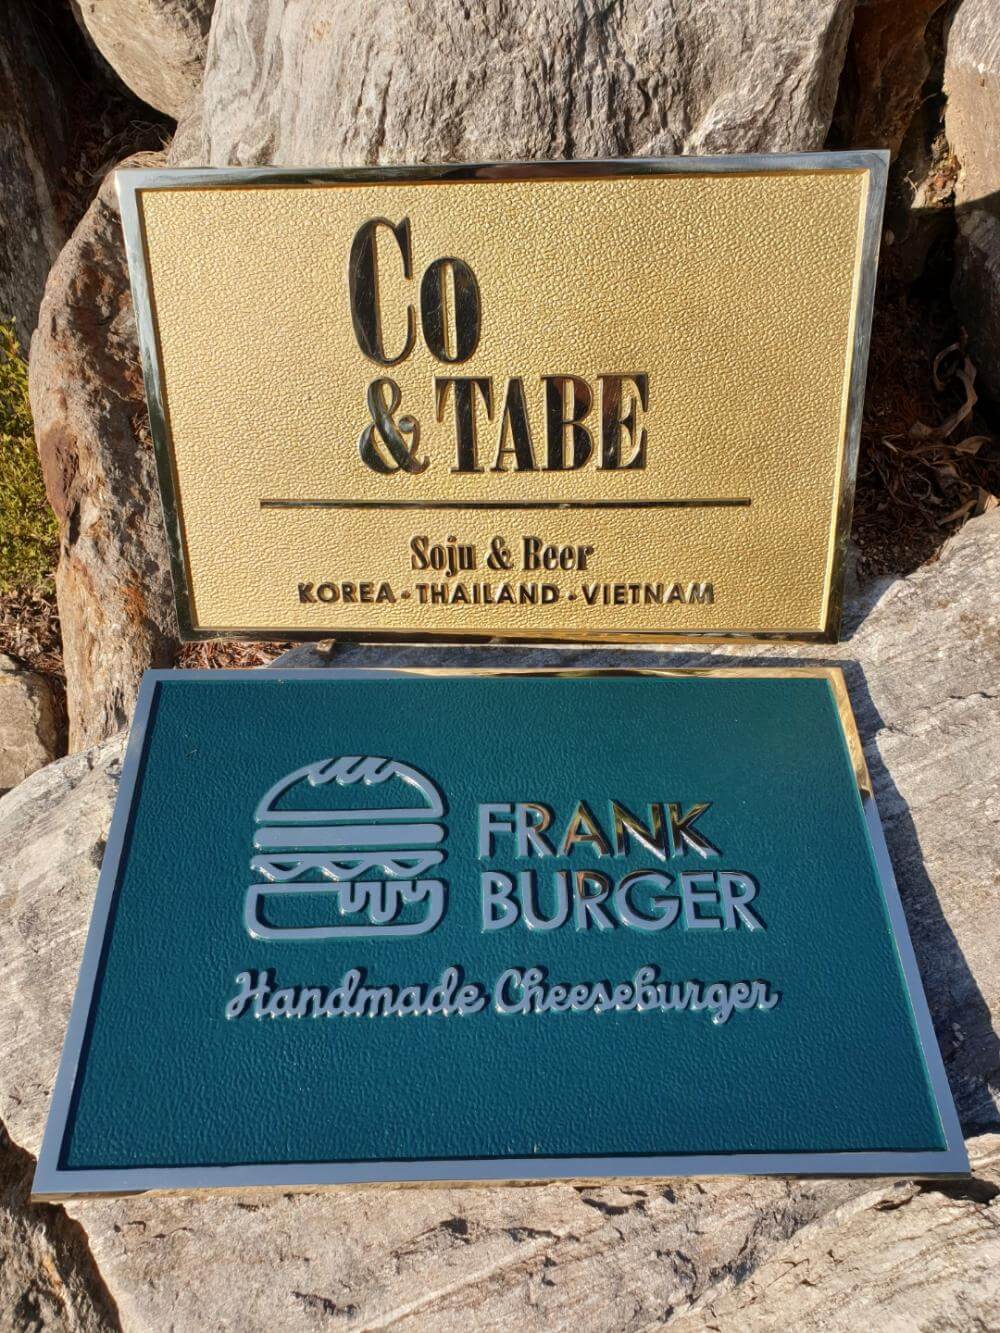 Co
& TABE
Soju & Beer
KOREA · THAILAND · VIETNAM
FRANK
BURGER
Handmade Cheeseburger